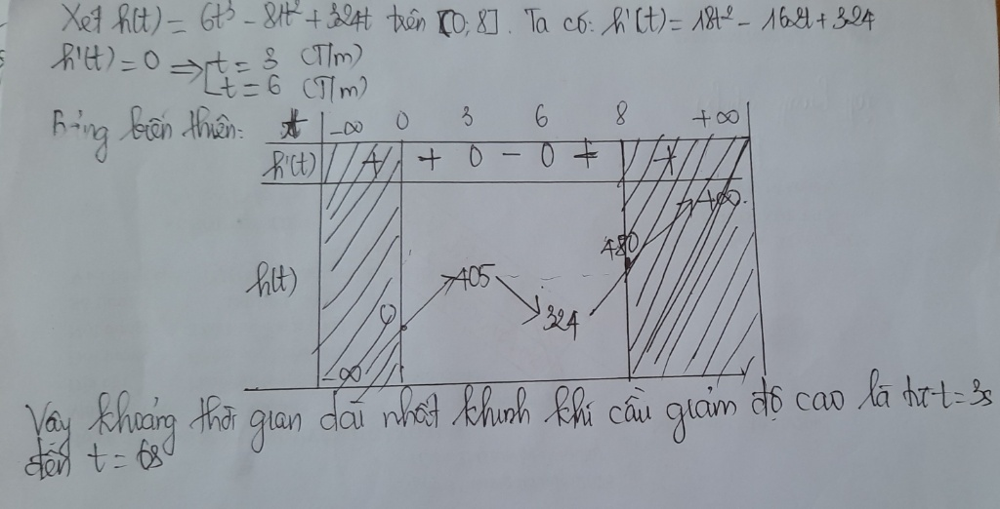 Xét h(t) = 6t³ - 81t² + 324t trên [0; 8]. Ta có: h'(t) = 18t² - 162t + 324
h'(t) = 0 ⇒ [t = 3 (T/m)
t = 6 (T/m)
Bảng biến thiên: t -∞ 0 3 6 8 +∞
h'(t) + + 0 - 0 + +
+∞
480
h(t) 405
0 324
-∞
Vậy khoảng thời gian dài nhất khinh khí cầu giảm độ cao là từ t = 3s
đến t = 6s